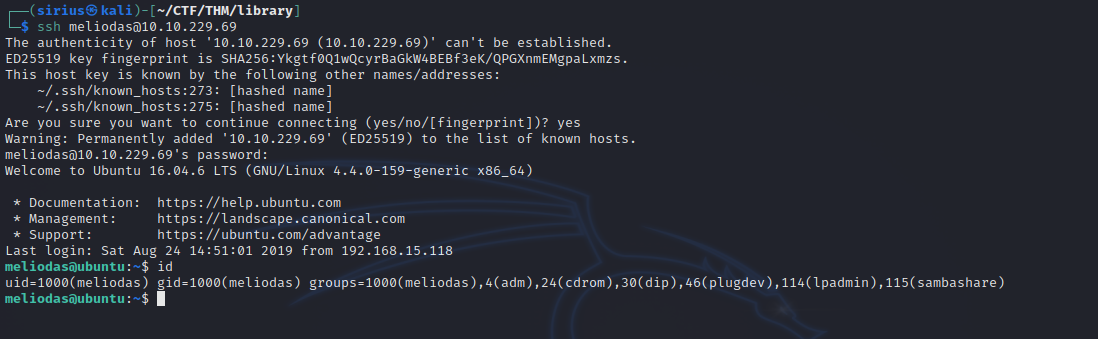 ┌──(sirius㉿kali)-[~/CTF/THM/library]
└─$ ssh meliodas@10.10.229.69
The authenticity of host '10.10.229.69 (10.10.229.69)' can't be established.
ED25519 key fingerprint is SHA256:Ykgtf0Q1wQcyrBaGkW4BEBf3eK/QPGXnmEMgpaLxmzs.
This host key is known by the following other names/addresses:
    ~/.ssh/known_hosts:273: [hashed name]
    ~/.ssh/known_hosts:275: [hashed name]
Are you sure you want to continue connecting (yes/no/[fingerprint])? yes
Warning: Permanently added '10.10.229.69' (ED25519) to the list of known hosts.
meliodas@10.10.229.69's password:
Welcome to Ubuntu 16.04.6 LTS (GNU/Linux 4.4.0-159-generic x86_64)

 * Documentation:  https://help.ubuntu.com
 * Management:     https://landscape.canonical.com
 * Support:        https://ubuntu.com/advantage
Last login: Sat Aug 24 14:51:01 2019 from 192.168.15.118
meliodas@ubuntu:~$ id
uid=1000(meliodas) gid=1000(meliodas) groups=1000(meliodas),4(adm),24(cdrom),30(dip),46(plugdev),114(lpadmin),115(sambashare)
meliodas@ubuntu:~$